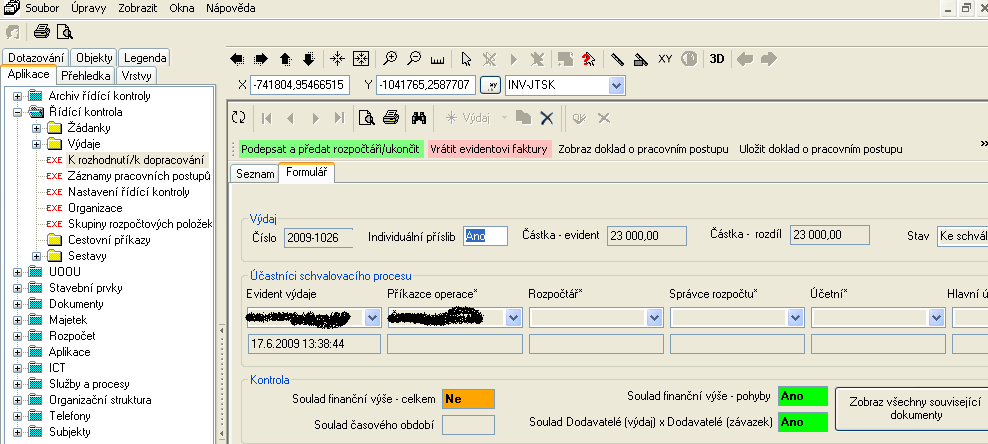 Soubor Úpravy Zobrazit Okna Nápověda
Dotazování Objekty Legenda
Aplikace Přehledka Vrstvy
XY 3D
X -741804,95466515 Y -1041765,2587707 .xy INV-JTSK
Výdaj
Podepsat a předat rozpočtáři/ukončit Vrátit evidentovi faktury Zobraz doklad o pracovním postupu Uložit doklad o pracovním postupu »
Seznam Formulář
Archiv řídící kontroly
Řídící kontrola
Žádanky
Výdaje
EXE K rozhodnutí/k dopracování
EXE Záznamy pracovních postupů
EXE Nastavení řídící kontroly
EXE Organizace
EXE Skupiny rozpočtových položek
Cestovní příkazy
Sestavy
UOOU
Stavební prvky
Dokumenty
Majetek
Rozpočet
Aplikace
ICT
Služby a procesy
Organizační struktura
Telefony
Subjekty
Výdaj
Číslo 2009-1026 Individuální příslib Ano Částka - evident 23 000,00 Částka - rozdíl 23 000,00 Stav Ke schvál
Účastníci schvalovacího procesu
Evident výdaje Příkazce operace* Rozpočtář* Správce rozpočtu* Účetní* Hlavní ú
17.6.2009 13:38:44
Kontrola
Soulad finanční výše - celkem Ne Soulad finanční výše - pohyby Ano
Soulad časového období Soulad Dodavatelé (výdaj) x Dodavatelé (závazek) Ano
Zobraz všechny související
dokumenty